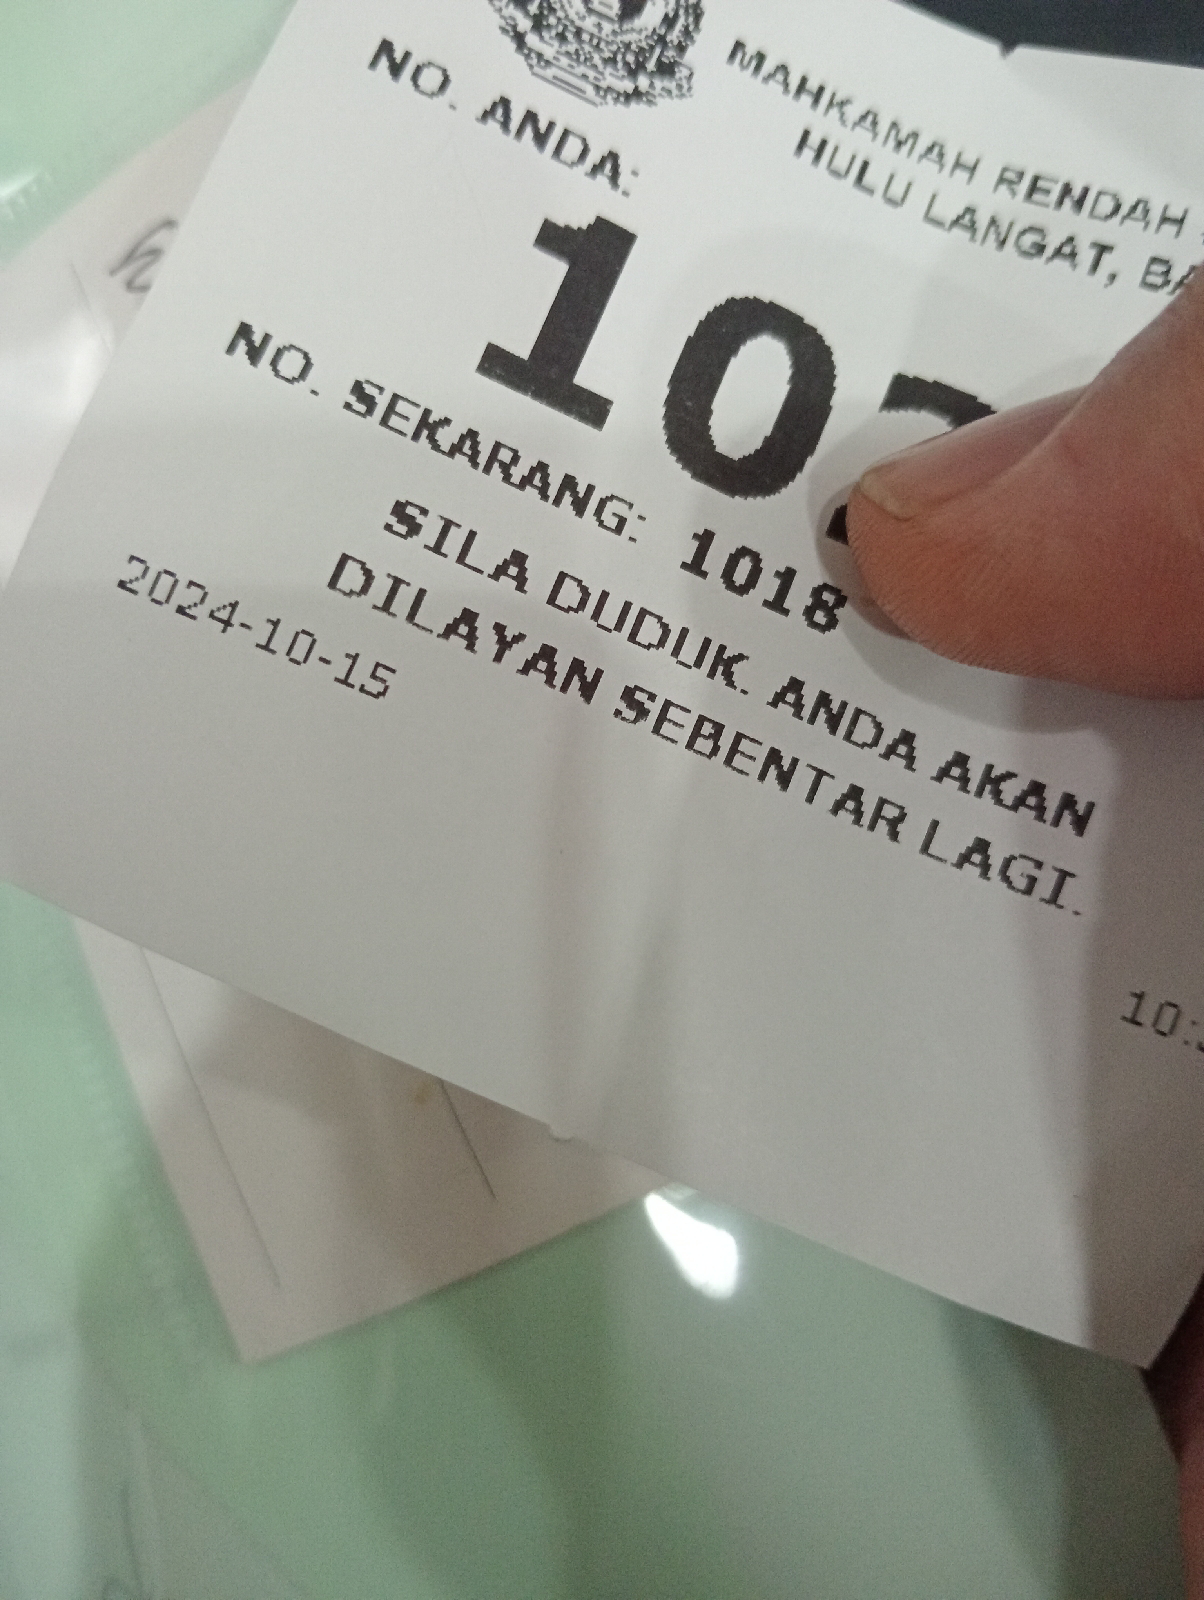 MAHKAMAH RENDAH
HULU LANGAT,
NO. ANDA:
NO. SEKARANG: 1018
SILA DUDUK. ANDA AKAN
DILAYAN SEBENTAR LAGI.
2024-10-15